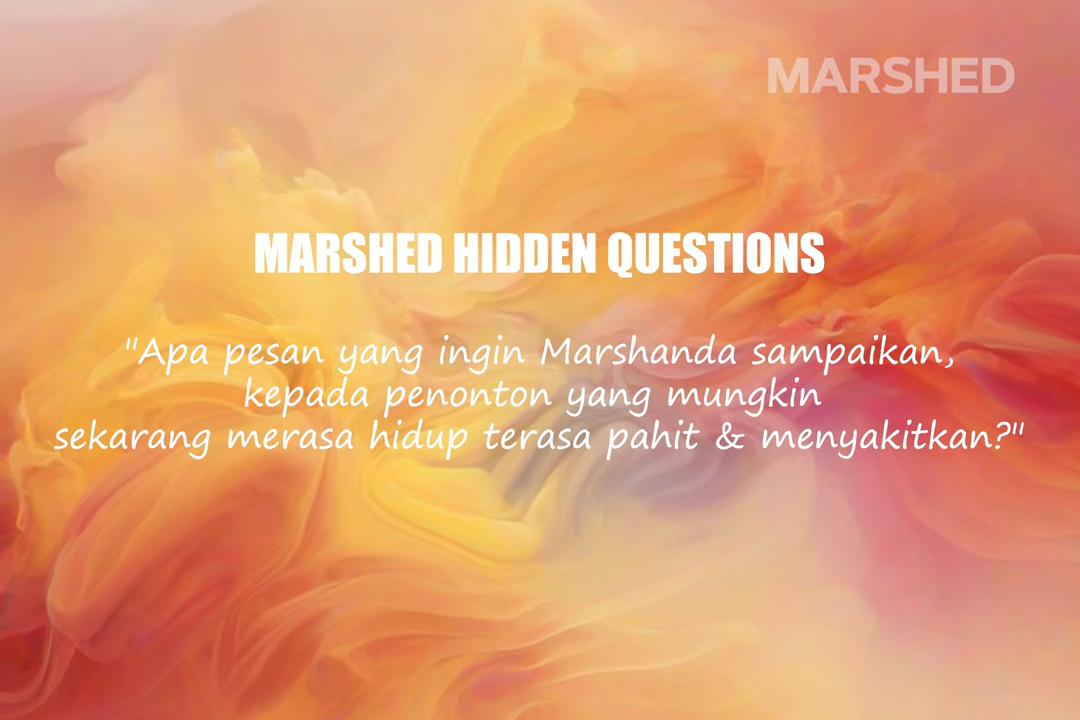 MARSHED
MARSHED HIDDEN QUESTIONS
"Apa pesan yang ingin Marshanda sampaikan,
kepada penonton yang mungkin
sekarang merasa hidup terasa pahit & menyakitkan?"